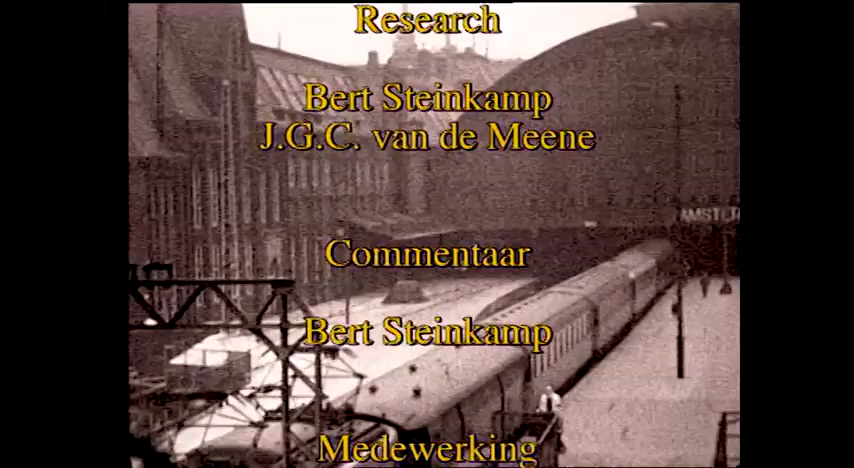 Research
Bert Steinkamp
J.G.C. van de Meene
AMSTER
Commentaar
Bert Steinkamp
Medewerking